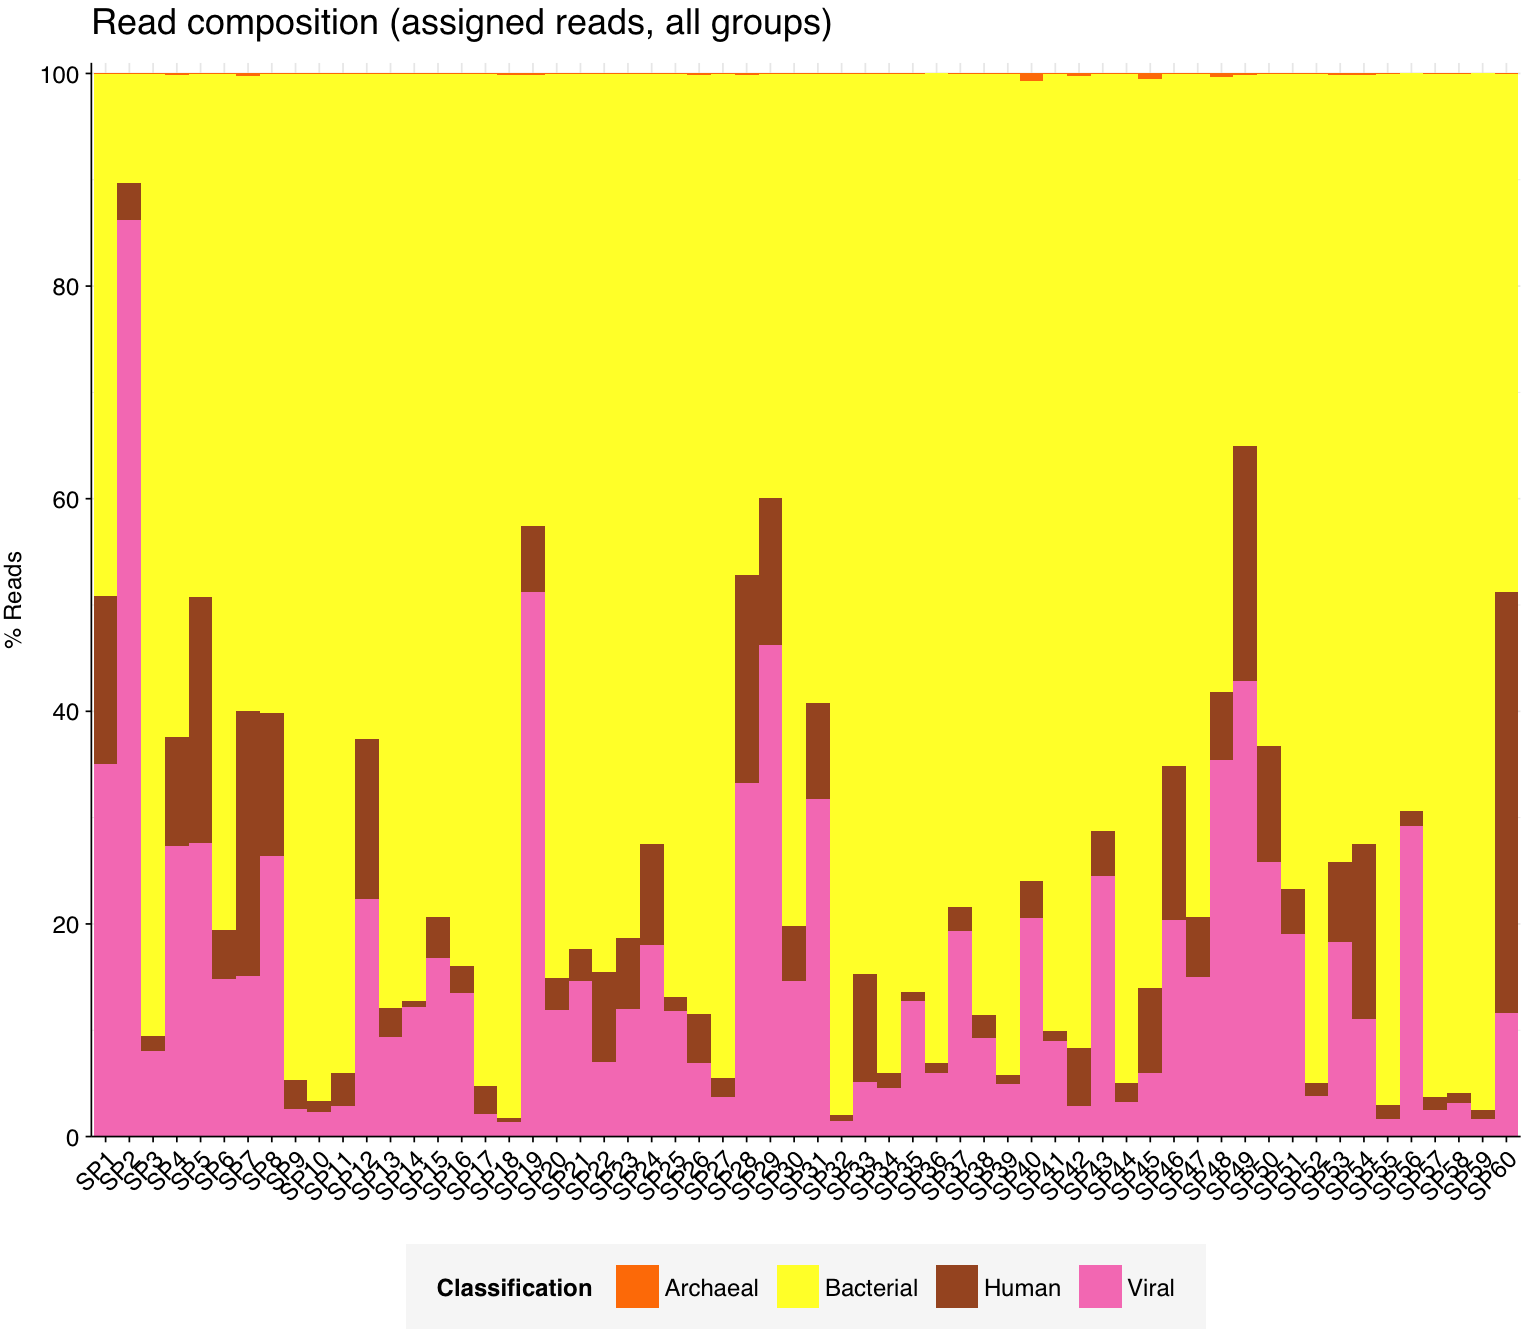 Read composition (assigned reads, all groups)
100
80
60
40
20
0
% Reads
SP1 SP2 SP3 SP4 SP5 SP6 SP7 SP8 SP9 SP10 SP11 SP12 SP13 SP14 SP15 SP16 SP17 SP18 SP19 SP20 SP21 SP22 SP23 SP24 SP25 SP26 SP27 SP28 SP29 SP30 SP31 SP32 SP33 SP34 SP35 SP36 SP37 SP38 SP39 SP40 SP41 SP42 SP43 SP44 SP45 SP46 SP47 SP48 SP49 SP50 SP51 SP52 SP53 SP54 SP55 SP56 SP57 SP58 SP59 SP60
Classification Archaeal Bacterial Human Viral